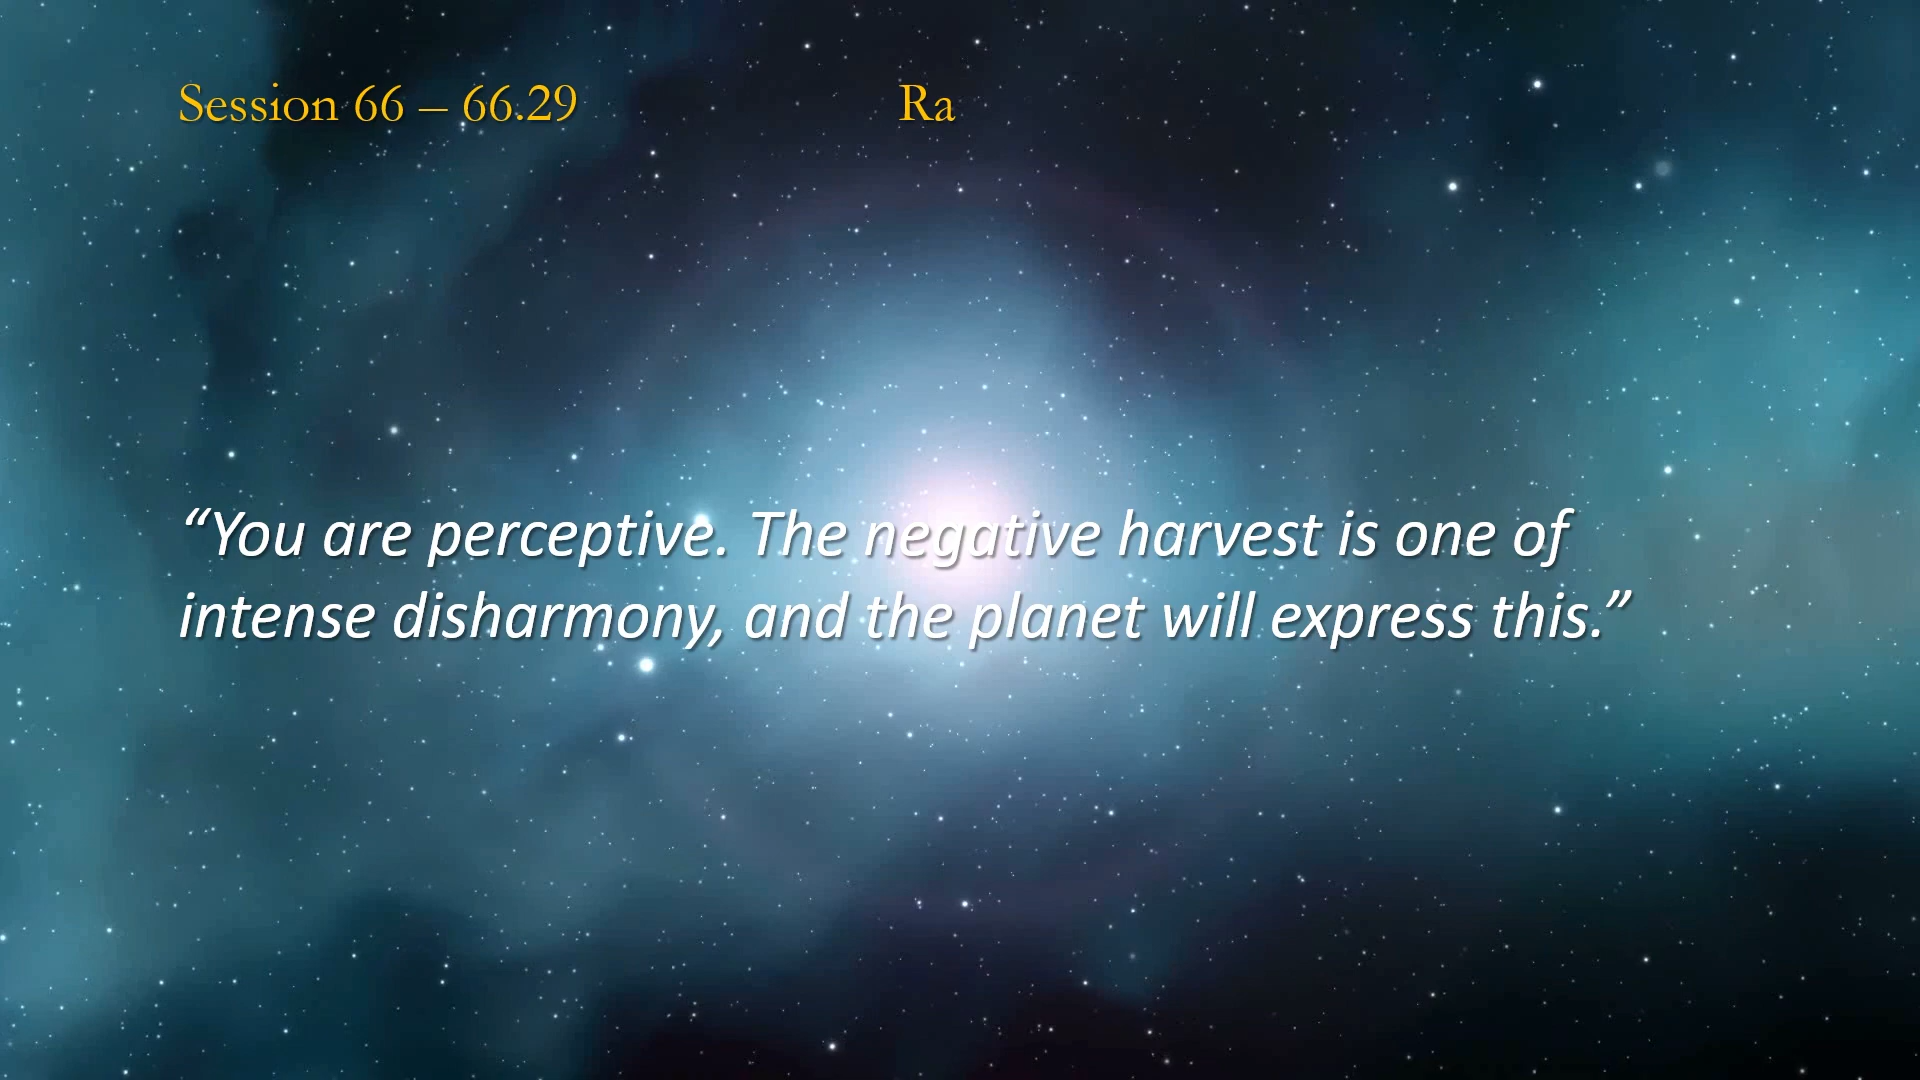 Session 66 – 66.29 Ra
“You are perceptive. The negative harvest is one of
intense disharmony, and the planet will express this.”